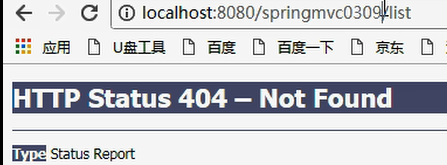 localhost:8080/springmvc0309/list
应用 U盘工具 百度 百度一下 京东
HTTP Status 404 – Not Found
Type Status Report